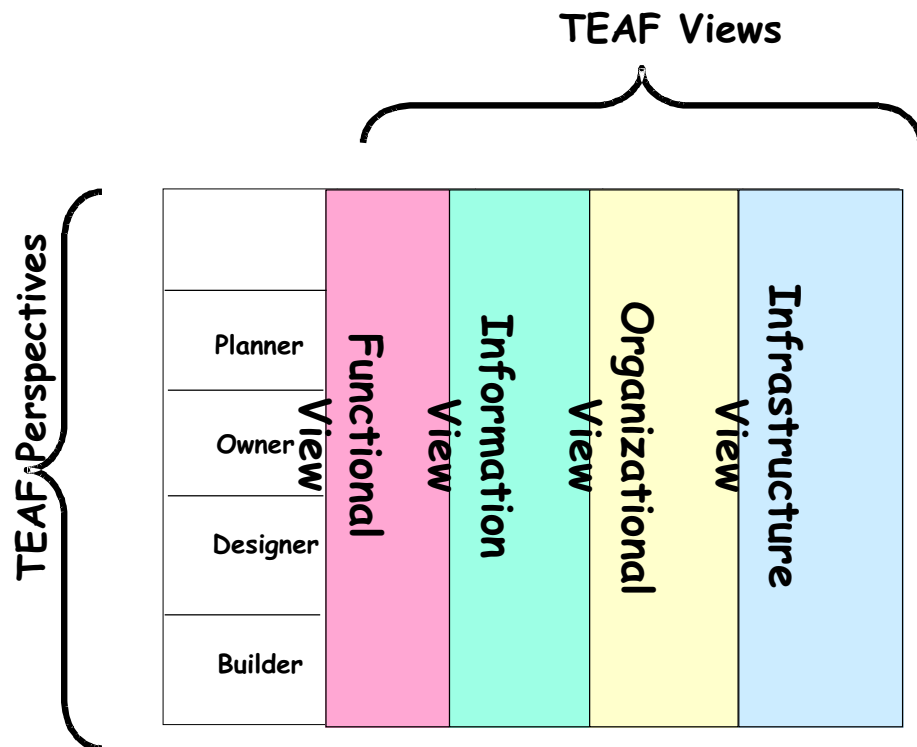 TEAF Views
TEAF Perspectives
Planner
Owner
Designer
Builder
Functional
View
Information
View
Organizational
View
Infrastructure
View